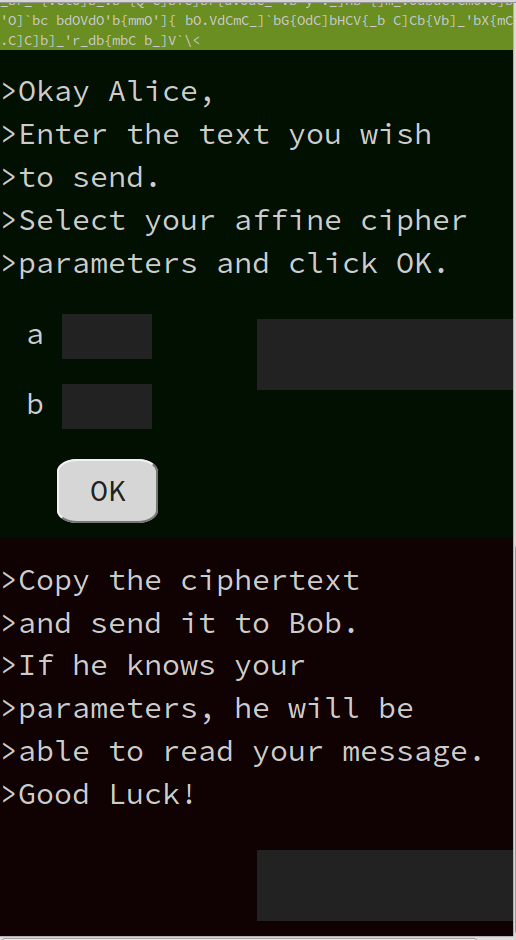 'O]`bc bdOVdO'b{mmO']{ bO.VdCmC_]`bG{OdC]bHCV{_b C]Cb{Vb]_'bX{mC
.C]C]b]_'r_db{mbC b_]V`\<
>Okay Alice,
>Enter the text you wish
>to send.
>Select your affine cipher
>parameters and click OK.
a
b
OK
>Copy the ciphertext
>and send it to Bob.
>If he knows your
>parameters, he will be
>able to read your message.
>Good Luck!